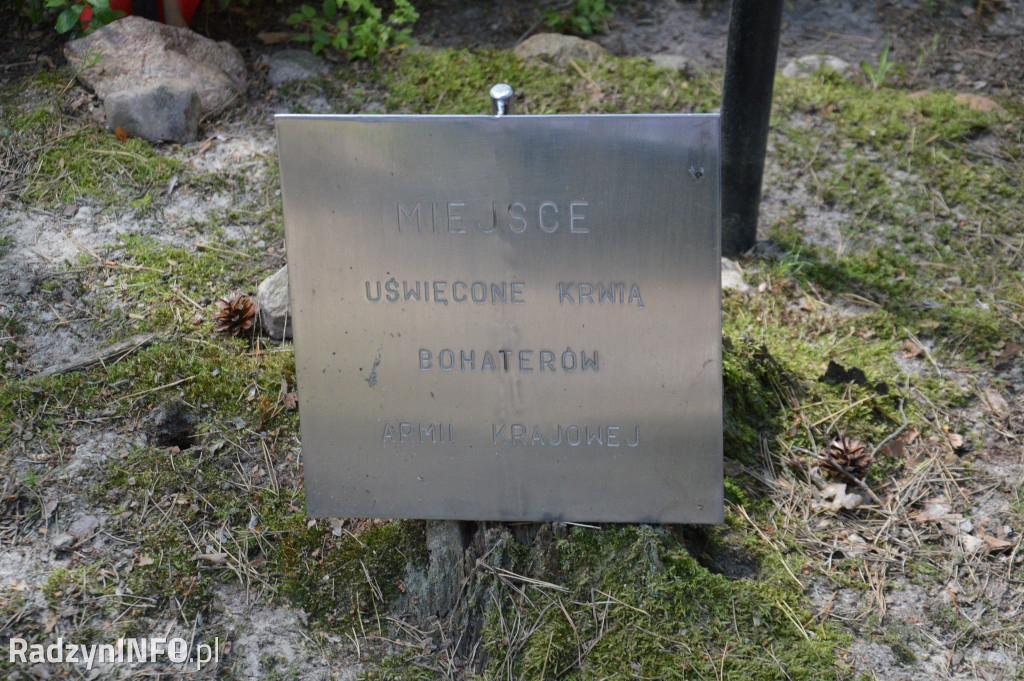 MIEJSCE
UŚWIĘCONE KRWIĄ
BOHATERÓW
ARMII KRAJOWEJ
RadzynINFO.pl